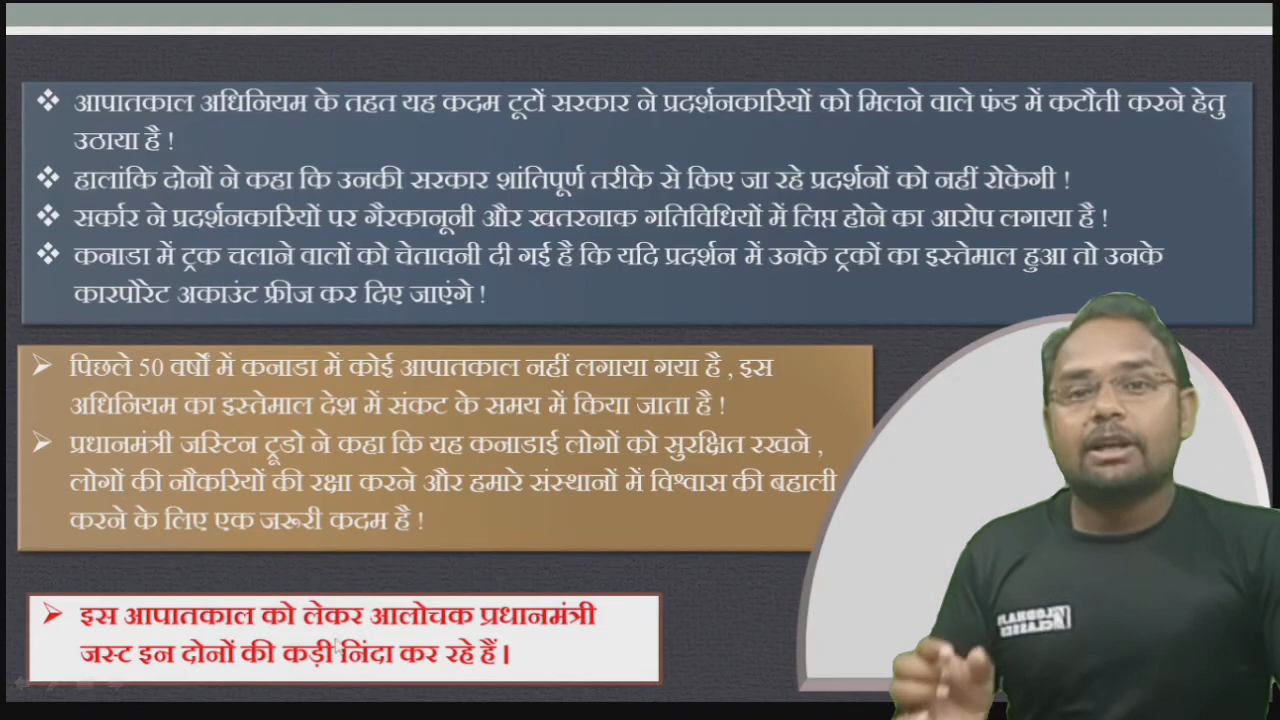 आपातकाल अधिनियम के तहत यह कदम टूटों सरकार ने प्रदर्शनकारियों को मिलने वाले फंड में कटौती करने हेतु
उठाया है !
हालांकि दोनों ने कहा कि उनकी सरकार शांतिपूर्ण तरीके से किए जा रहे प्रदर्शनों को नहीं रोकेगी !
सर्कार ने प्रदर्शनकारियों पर गैरकानूनी और खतरनाक गतिविधियों में लिप्त होने का आरोप लगाया है !
कनाडा में ट्रक चलाने वालों को चेतावनी दी गई है कि यदि प्रदर्शन में उनके ट्रकों का इस्तेमाल हुआ तो उनके
कारपोरेट अकाउंट फ्रीज कर दिए जाएंगे !
पिछले 50 वर्षों में कनाडा में कोई आपातकाल नहीं लगाया गया है , इस
अधिनियम का इस्तेमाल देश में संकट के समय में किया जाता है !
प्रधानमंत्री जस्टिन ट्रूडो ने कहा कि यह कनाडाई लोगों को सुरक्षित रखने ,
लोगों की नौकरियों की रक्षा करने और हमारे संस्थानों में विश्वास की बहाली
करने के लिए एक जरूरी कदम है !
इस आपातकाल को लेकर आलोचक प्रधानमंत्री
जस्ट इन दोनों की कड़ी निंदा कर रहे हैं।